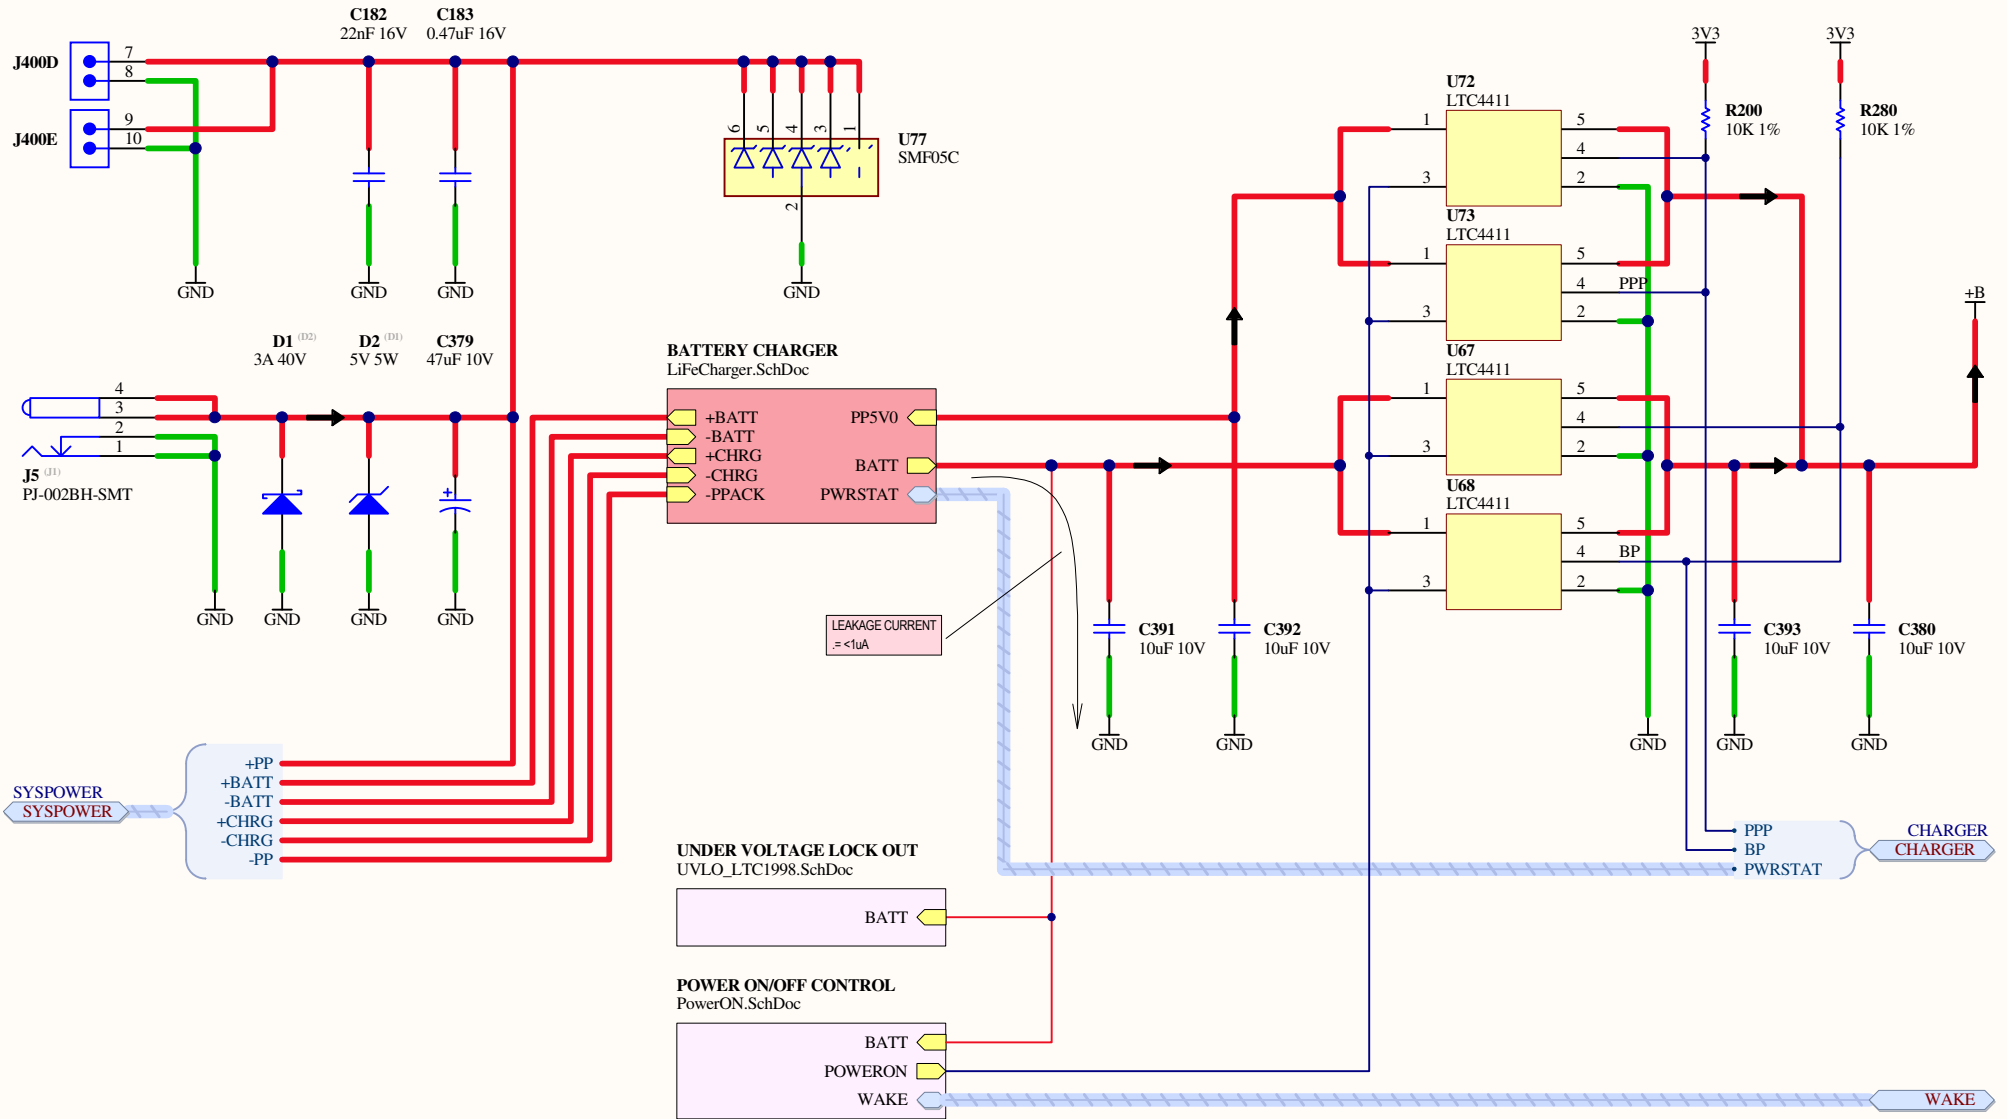 C182
22nF 16V
C183
0.47uF 16V
J400D
7
8
J400E
9
10
GND
GND
GND
6
5
4
3
1
2
U77
SMF05C
GND
3V3
3V3
R200
10K 1%
R280
10K 1%
U72
LTC4411
1
3
5
4
2
U73
LTC4411
1
3
5
4
PPP
2
U67
LTC4411
1
3
5
4
2
U68
LTC4411
1
3
5
4
BP
2
+B
D1 (D2)
3A 40V
D2 (D1)
5V 5W
C379
47uF 10V
4
3
2
1
J5 (J1)
PJ-002BH-SMT
GND
GND
GND
GND
BATTERY CHARGER
LiFeCharger.SchDoc
+BATT
-BATT
+CHRG
-CHRG
-PPACK
PP5V0
BATT
PWRSTAT
LEAKAGE CURRENT
.= <1uA
C391
10uF 10V
C392
10uF 10V
C393
10uF 10V
C380
10uF 10V
GND
GND
GND
GND
GND
SYSPOWER
SYSPOWER
+PP
+BATT
-BATT
+CHRG
-CHRG
-PP
UNDER VOLTAGE LOCK OUT
UVLO_LTC1998.SchDoc
BATT
PPP
BP
PWRSTAT
CHARGER
CHARGER
POWER ON/OFF CONTROL
PowerON.SchDoc
BATT
POWERON
WAKE
WAKE